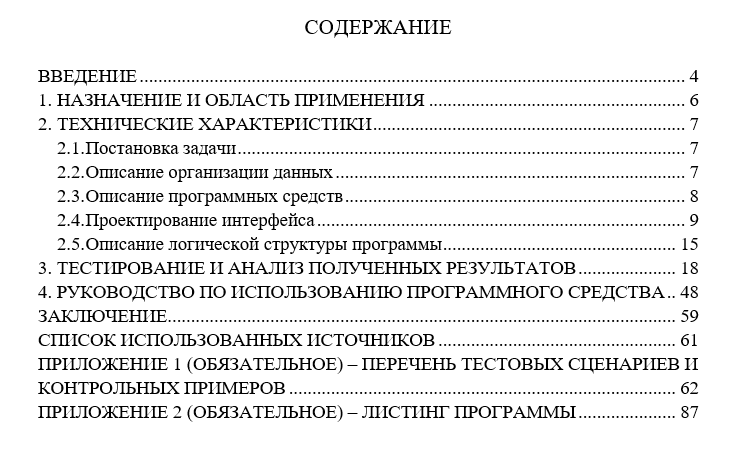 СОДЕРЖАНИЕ
ВВЕДЕНИЕ ........ 4
1. НАЗНАЧЕНИЕ И ОБЛАСТЬ ПРИМЕНЕНИЯ ........ 6
2. ТЕХНИЧЕСКИЕ ХАРАКТЕРИСТИКИ ........ 7
2.1.Постановка задачи ........ 7
2.2.Описание организации данных ........ 7
2.3.Описание программных средств ........ 8
2.4.Проектирование интерфейса ........ 9
2.5.Описание логической структуры программы ........ 15
3. ТЕСТИРОВАНИЕ И АНАЛИЗ ПОЛУЧЕННЫХ РЕЗУЛЬТАТОВ ........ 18
4. РУКОВОДСТВО ПО ИСПОЛЬЗОВАНИЮ ПРОГРАММНОГО СРЕДСТВА .. 48
ЗАКЛЮЧЕНИЕ ........ 59
СПИСОК ИСПОЛЬЗОВАННЫХ ИСТОЧНИКОВ ........ 61
ПРИЛОЖЕНИЕ 1 (ОБЯЗАТЕЛЬНОЕ) – ПЕРЕЧЕНЬ ТЕСТОВЫХ СЦЕНАРИЕВ И
КОНТРОЛЬНЫХ ПРИМЕРОВ ........ 62
ПРИЛОЖЕНИЕ 2 (ОБЯЗАТЕЛЬНОЕ) – ЛИСТИНГ ПРОГРАММЫ ........ 87